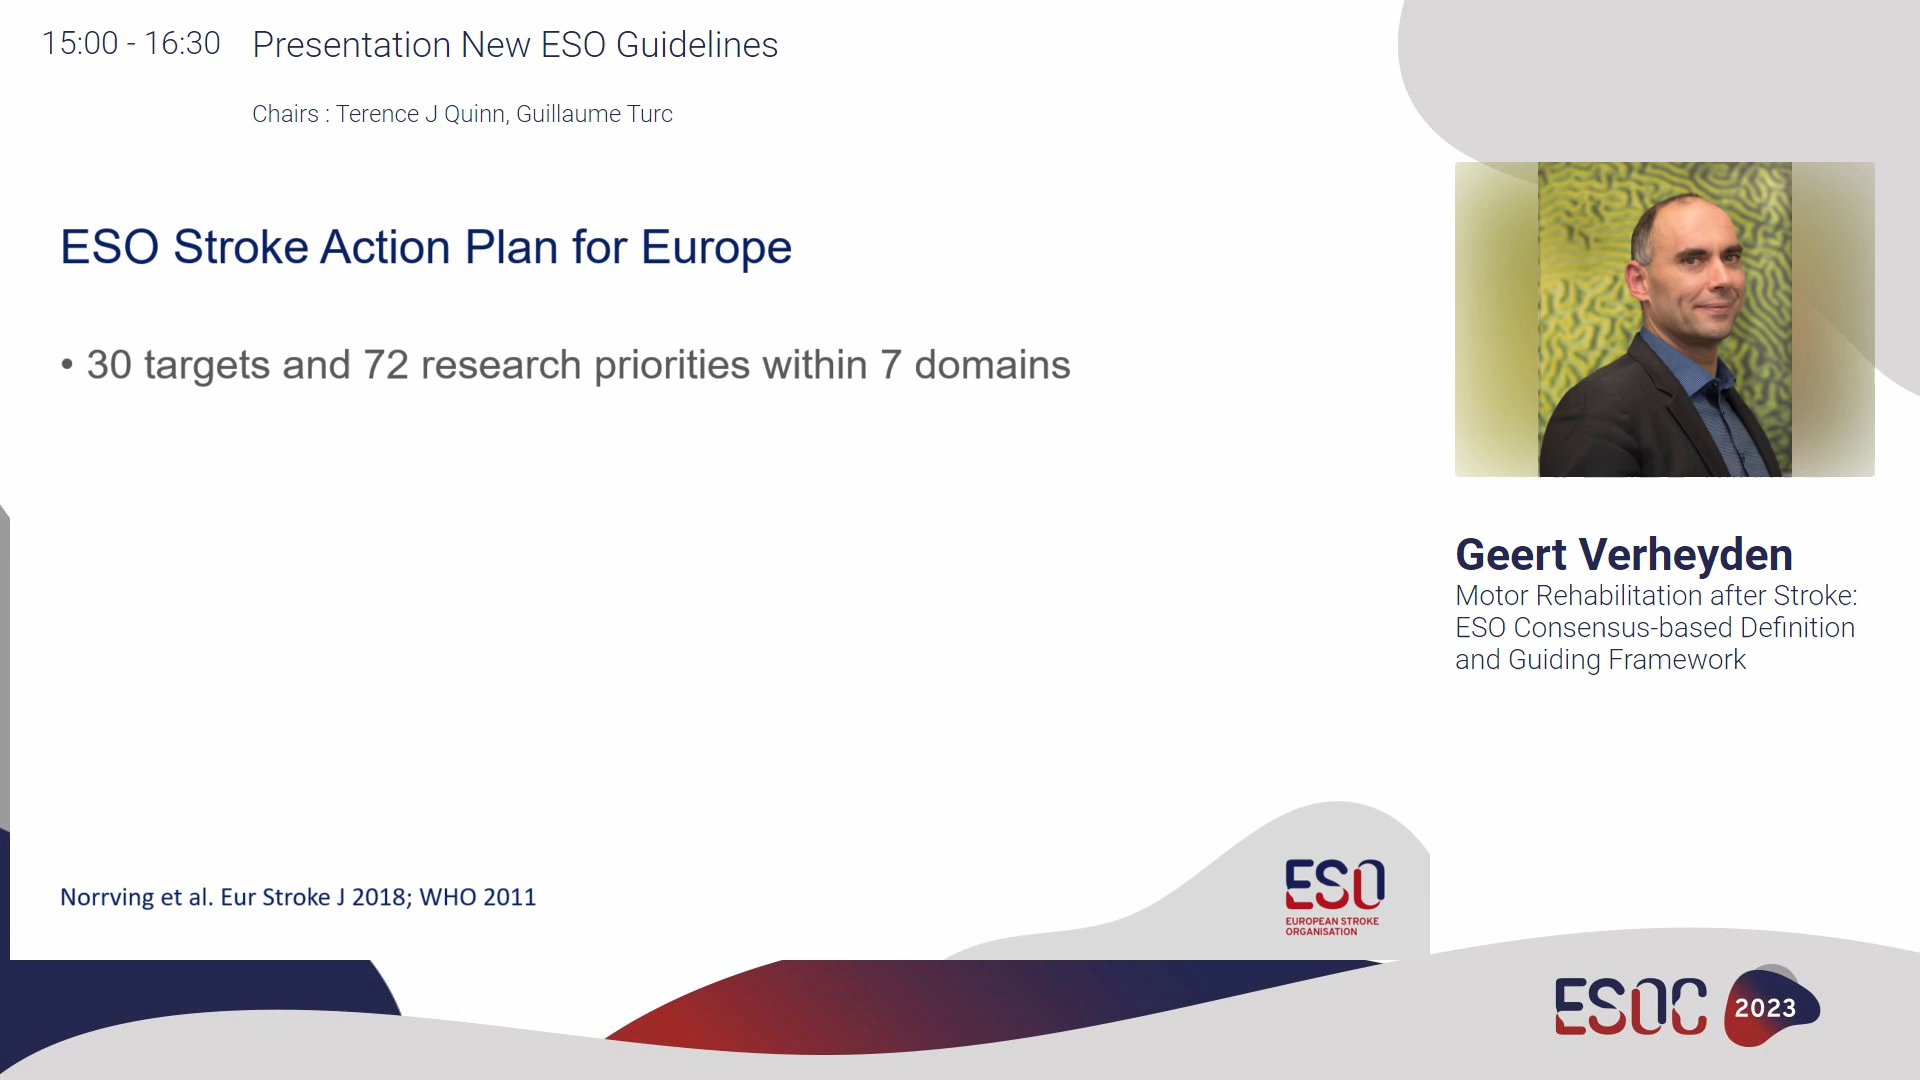 15:00 - 16:30 Presentation New ESO Guidelines
Chairs : Terence J Quinn, Guillaume Turc
ESO Stroke Action Plan for Europe
• 30 targets and 72 research priorities within 7 domains
Geert Verheyden
Motor Rehabilitation after Stroke:
ESO Consensus-based Definition
and Guiding Framework
Norrving et al. Eur Stroke J 2018; WHO 2011
ESO
EUROPEAN STROKE
ORGANISATION
ESOC 2023